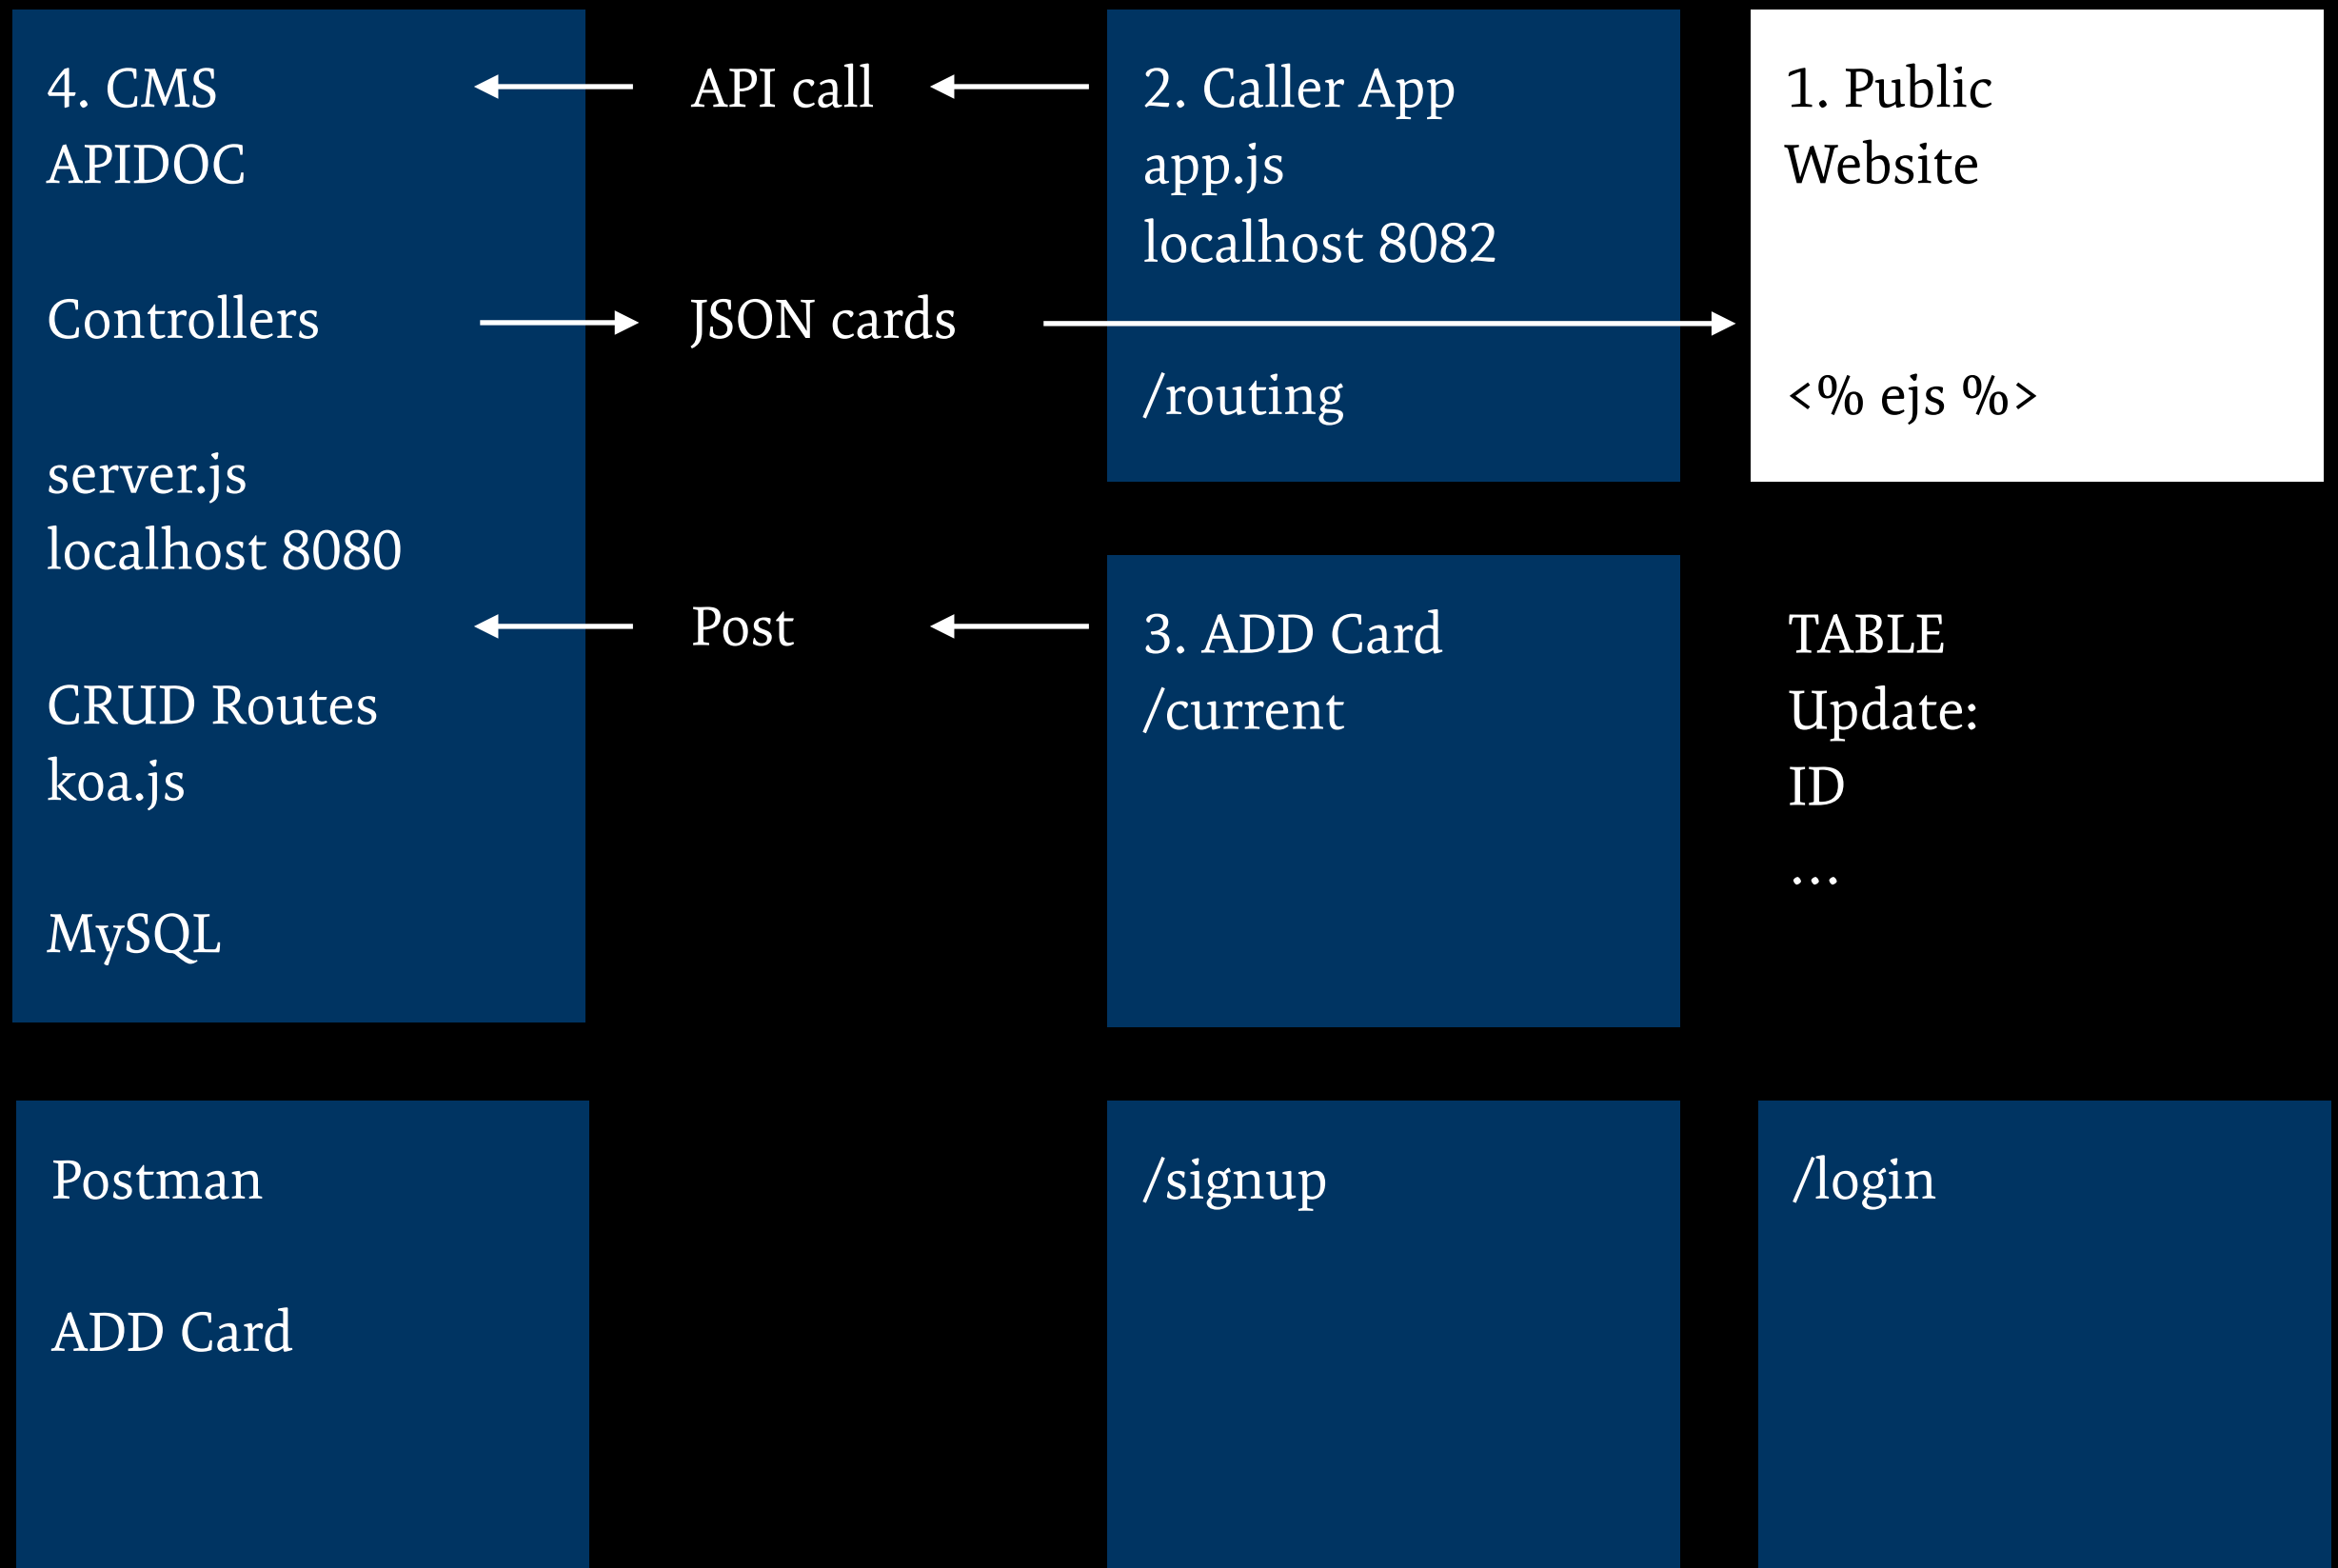 4. CMS
APIDOC
Controllers
server.js
localhost 8080
CRUD Routes
koa.js
MySQL
API call
JSON cards
Post
2. Caller App
app.js
localhost 8082
/routing
1. Public
Website
<% ejs %>
3. ADD Card
/current
TABLE
Update:
ID
...
Postman
ADD Card
/signup
/login